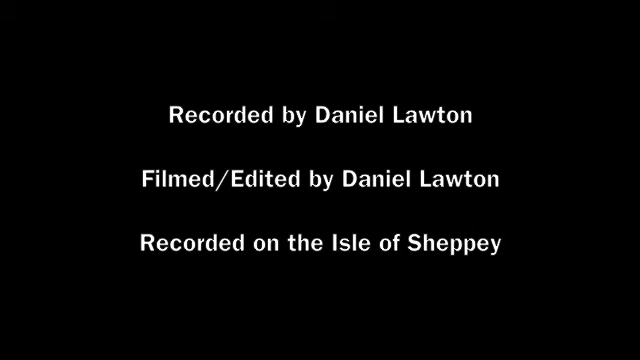 Recorded by Daniel Lawton
Filmed/Edited by Daniel Lawton
Recorded on the Isle of Sheppey